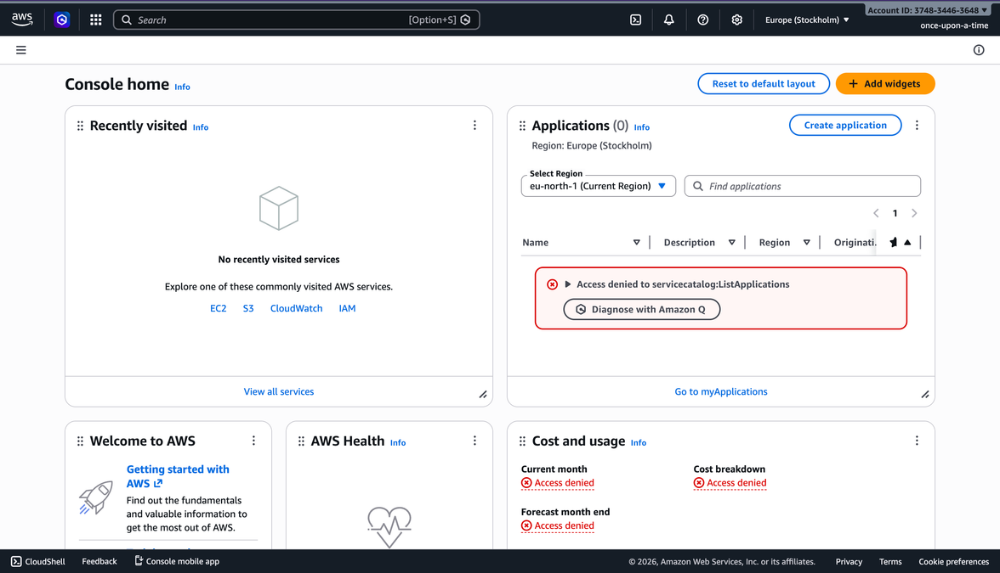 aws
Search [Option+S]
Europe (Stockholm)
Account ID: 3748-3446-3648
once-upon-a-time
Console home Info
Reset to default layout
Add widgets
Recently visited Info
No recently visited services
Explore one of these commonly visited AWS services.
EC2 S3 CloudWatch IAM
View all services
Applications (0) Info
Create application
Region: Europe (Stockholm)
Select Region
eu-north-1 (Current Region)
Find applications
1
Name Description Region Originati.
Access denied to servicecatalog:ListApplications
Diagnose with Amazon Q
Go to myApplications
Welcome to AWS
Getting started with
AWS
Find out the fundamentals
and valuable information to
get the most out of AWS.
AWS Health Info
Cost and usage Info
Current month
Access denied
Cost breakdown
Access denied
Forecast month end
Access denied
CloudShell Feedback Console mobile app
© 2026, Amazon Web Services, Inc. or its affiliates. Privacy Terms Cookie preferences